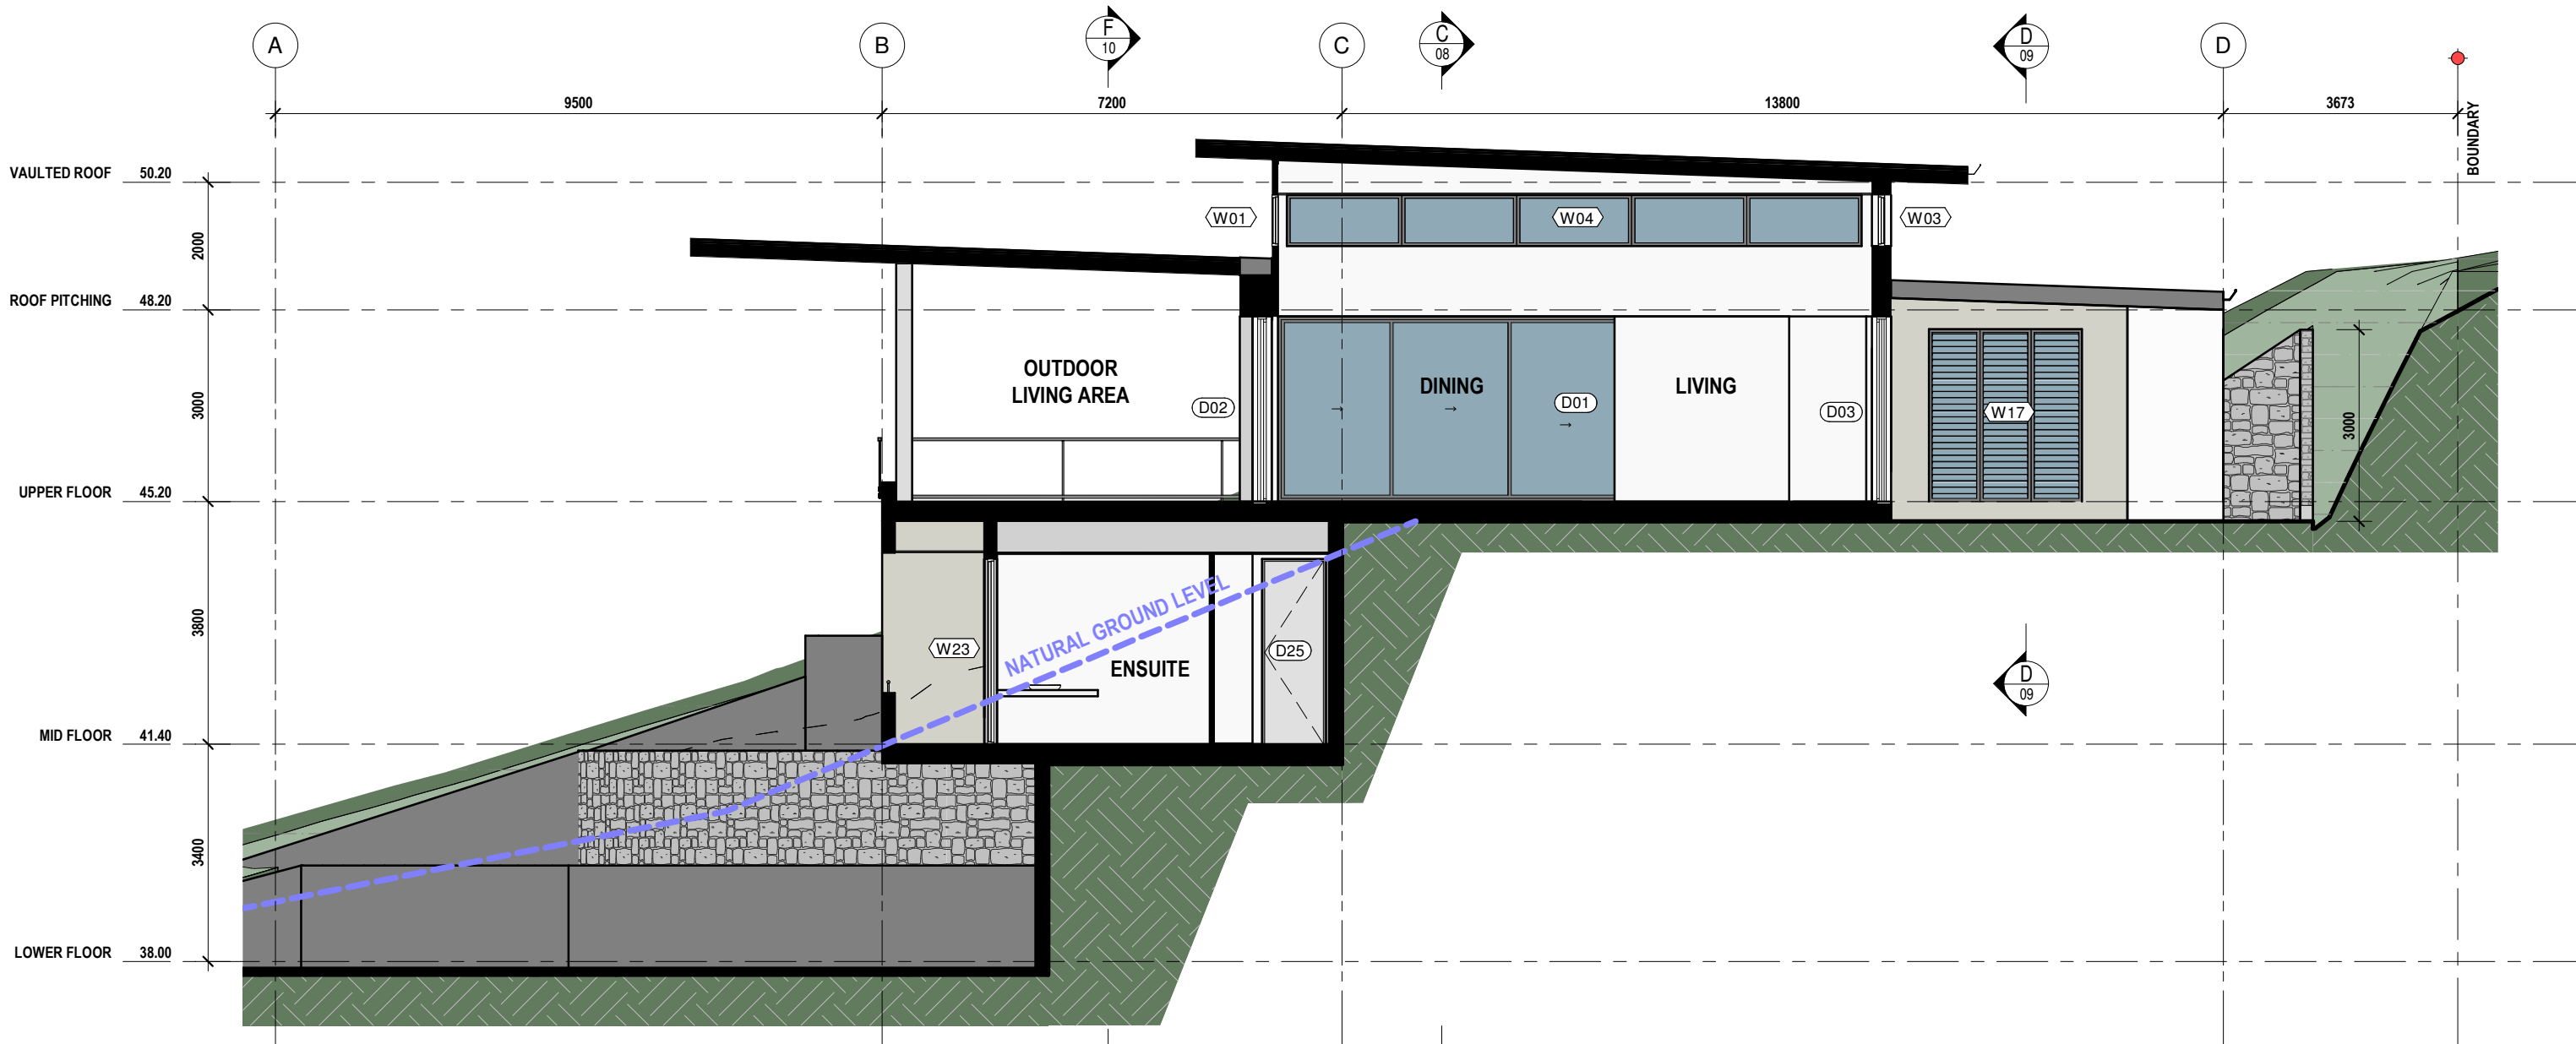 A
B
F
10
C
C
08
D
09
D
9500
7200
13800
3673
BOUNDARY
VAULTED ROOF 50.20
W01
W04
W03
2000
ROOF PITCHING 48.20
OUTDOOR
LIVING AREA
DINING
LIVING
D02
D01
D03
W17
3000
3000
UPPER FLOOR 45.20
NATURAL GROUND LEVEL
3800
W23
ENSUITE
D25
D
09
MID FLOOR 41.40
3400
LOWER FLOOR 38.00